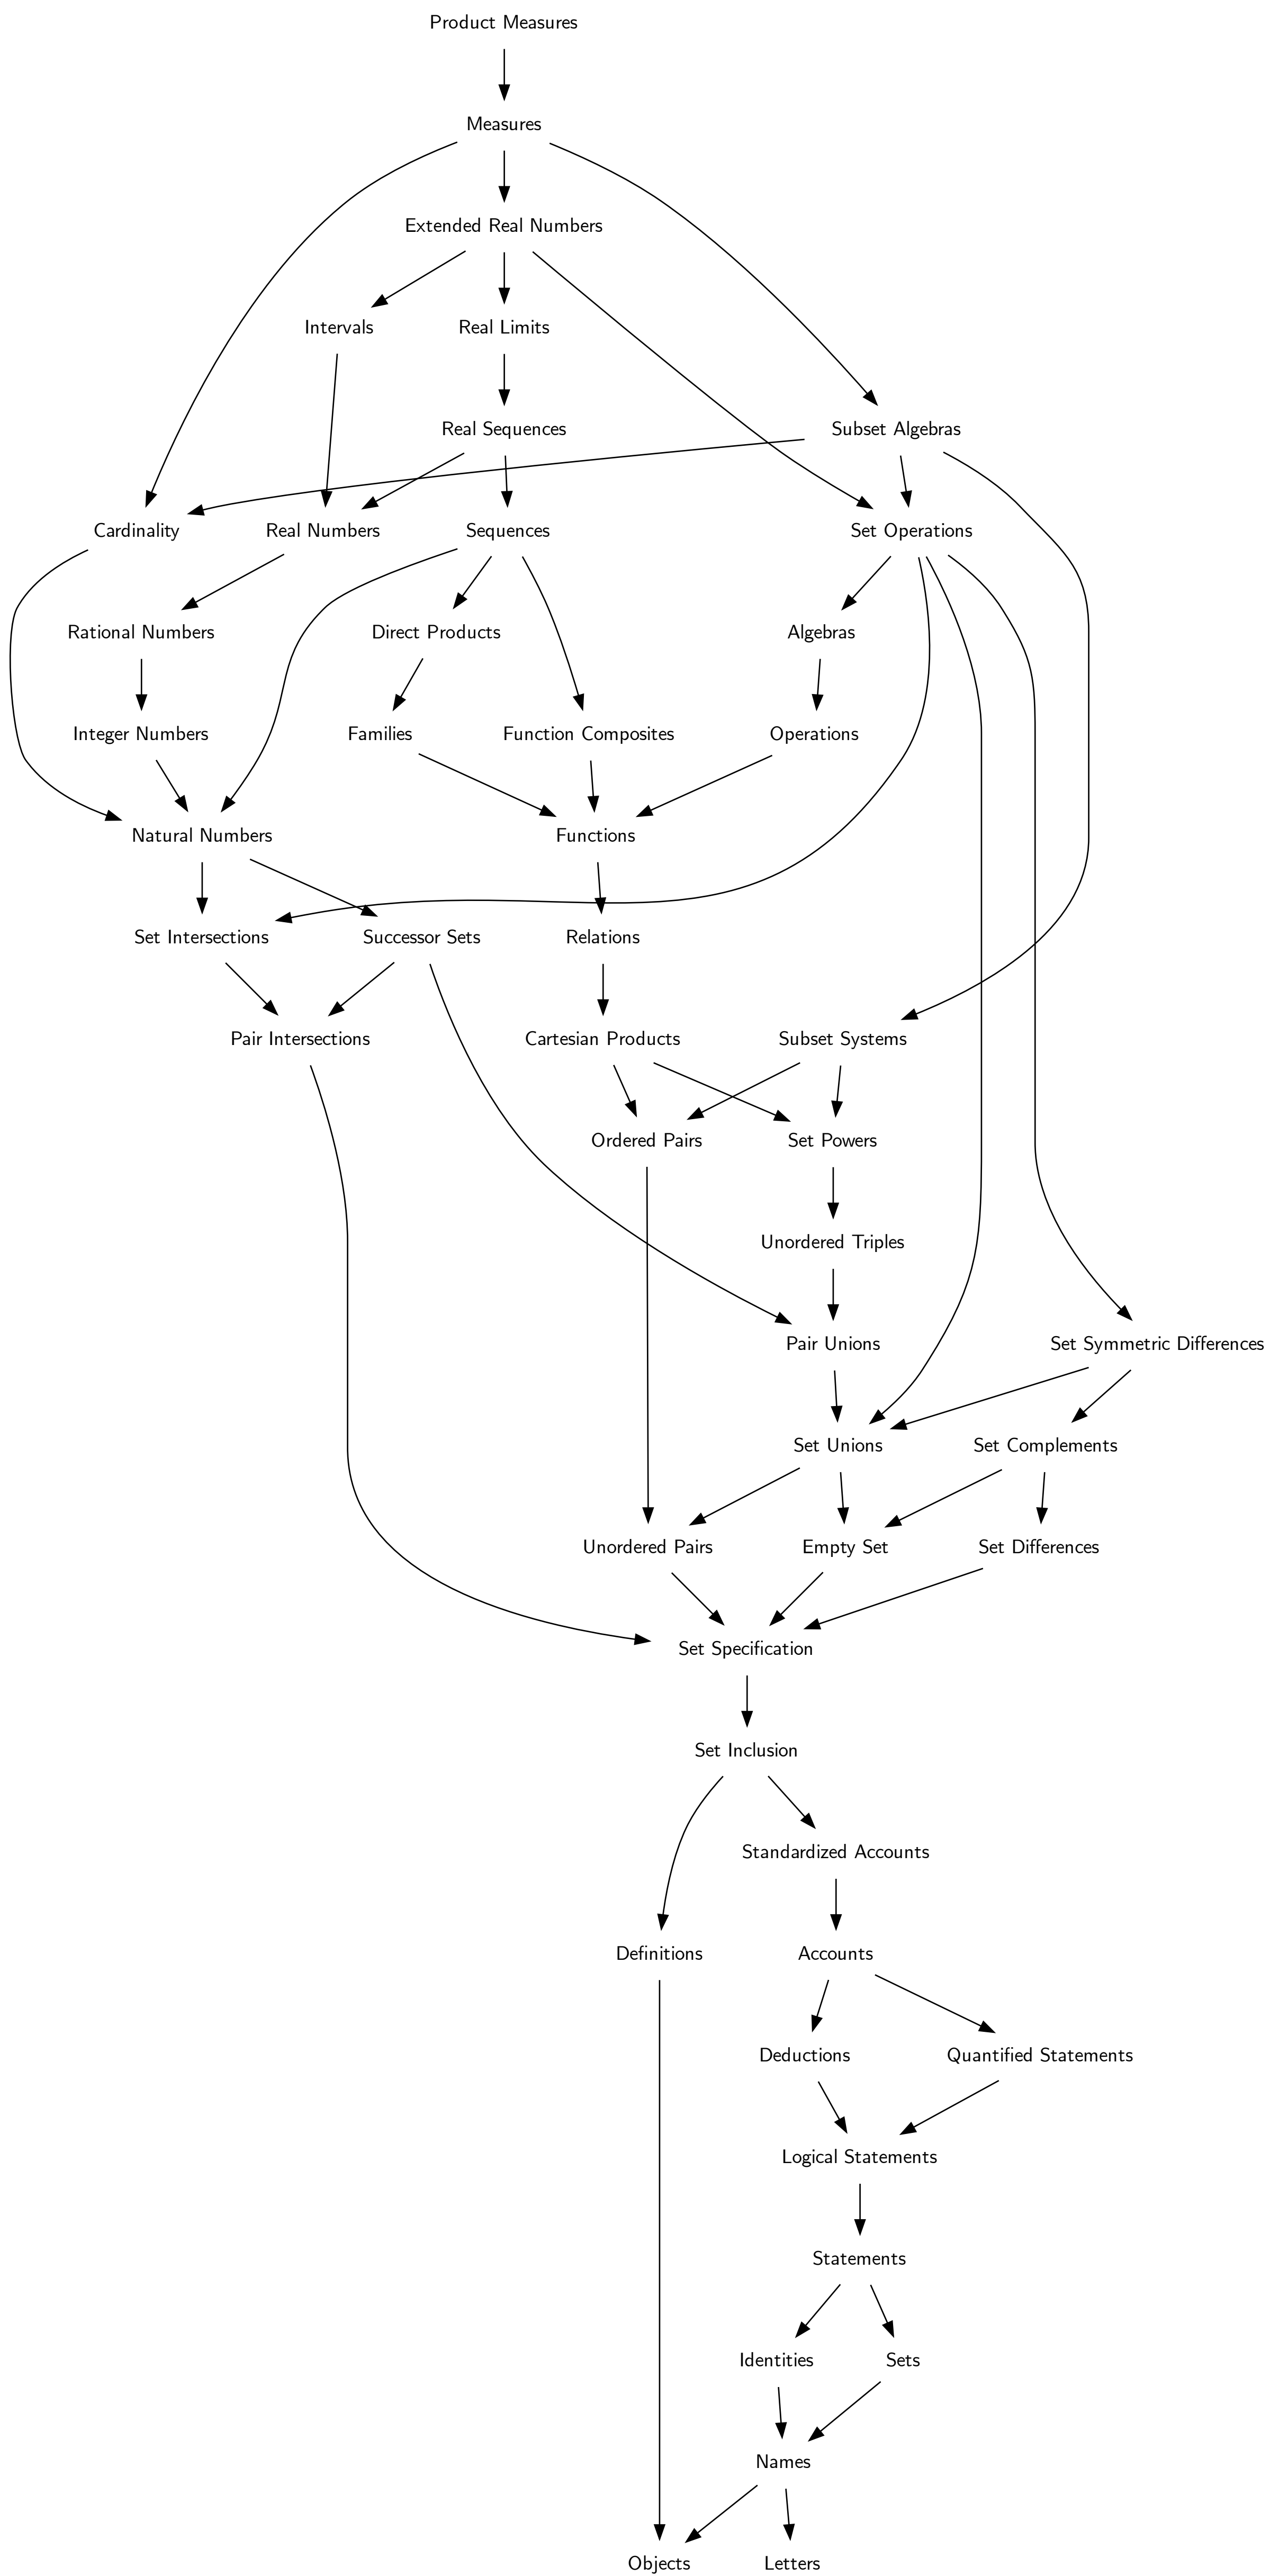 Product Measures
Measures
Extended Real Numbers
Intervals
Real Limits
Real Sequences
Subset Algebras
Cardinality
Real Numbers
Sequences
Set Operations
Rational Numbers
Direct Products
Algebras
Integer Numbers
Families
Function Composites
Operations
Natural Numbers
Functions
Set Intersections
Successor Sets
Relations
Pair Intersections
Cartesian Products
Subset Systems
Ordered Pairs
Set Powers
Unordered Triples
Pair Unions
Set Symmetric Differences
Set Unions
Set Complements
Unordered Pairs
Empty Set
Set Differences
Set Specification
Set Inclusion
Standardized Accounts
Definitions
Accounts
Deductions
Quantified Statements
Logical Statements
Statements
Identities
Sets
Names
Objects
Letters